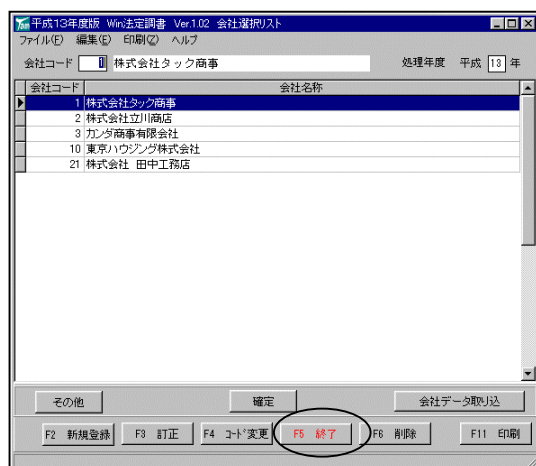 Tan 平成13年度版 Win法定調書 Ver.1.02 会社選択リスト
ファイル(F) 編集(E) 印刷(Z) ヘルプ
会社コード 1 株式会社タック商事 処理年度 平成 13 年
会社コード 会社名称
1 株式会社タック商事
2 株式会社立川商店
3 カンダ商事有限会社
10 東京ハウジング株式会社
21 株式会社 田中工務店
その他 確定 会社データ取り込
F2 新規登録 F3 訂正 F4 コード変更 F5 終了 F6 削除 F11 印刷